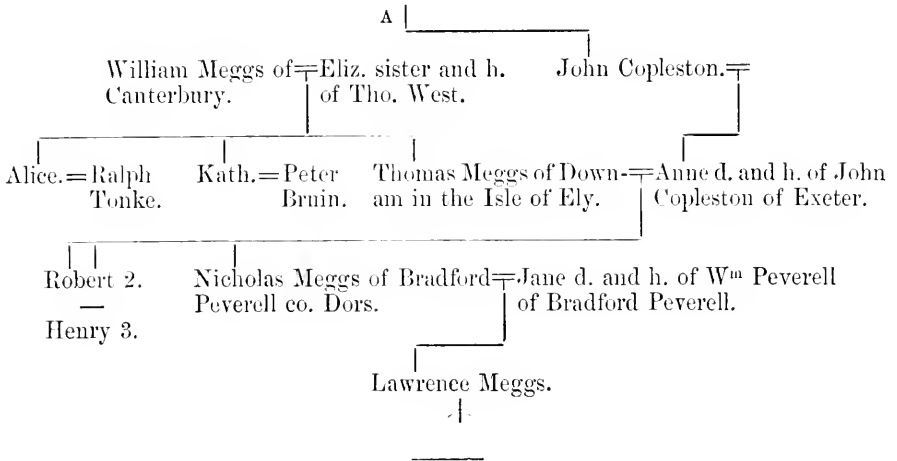 A
William Meggs of=Eliz. sister and h. John Copleston.=
Canterbury. of Tho. West.
Alice.=Ralph Kath.=Peter Thomas Meggs of Down-=Anne d. and h. of John
Tonke. Bruin. am in the Isle of Ely. Copleston of Exeter.
Robert 2. Nicholas Meggs of Bradford=Jane d. and h. of Wm Peverell
Peverell co. Dors. of Bradford Peverell.
Henry 3.
Lawrence Meggs.